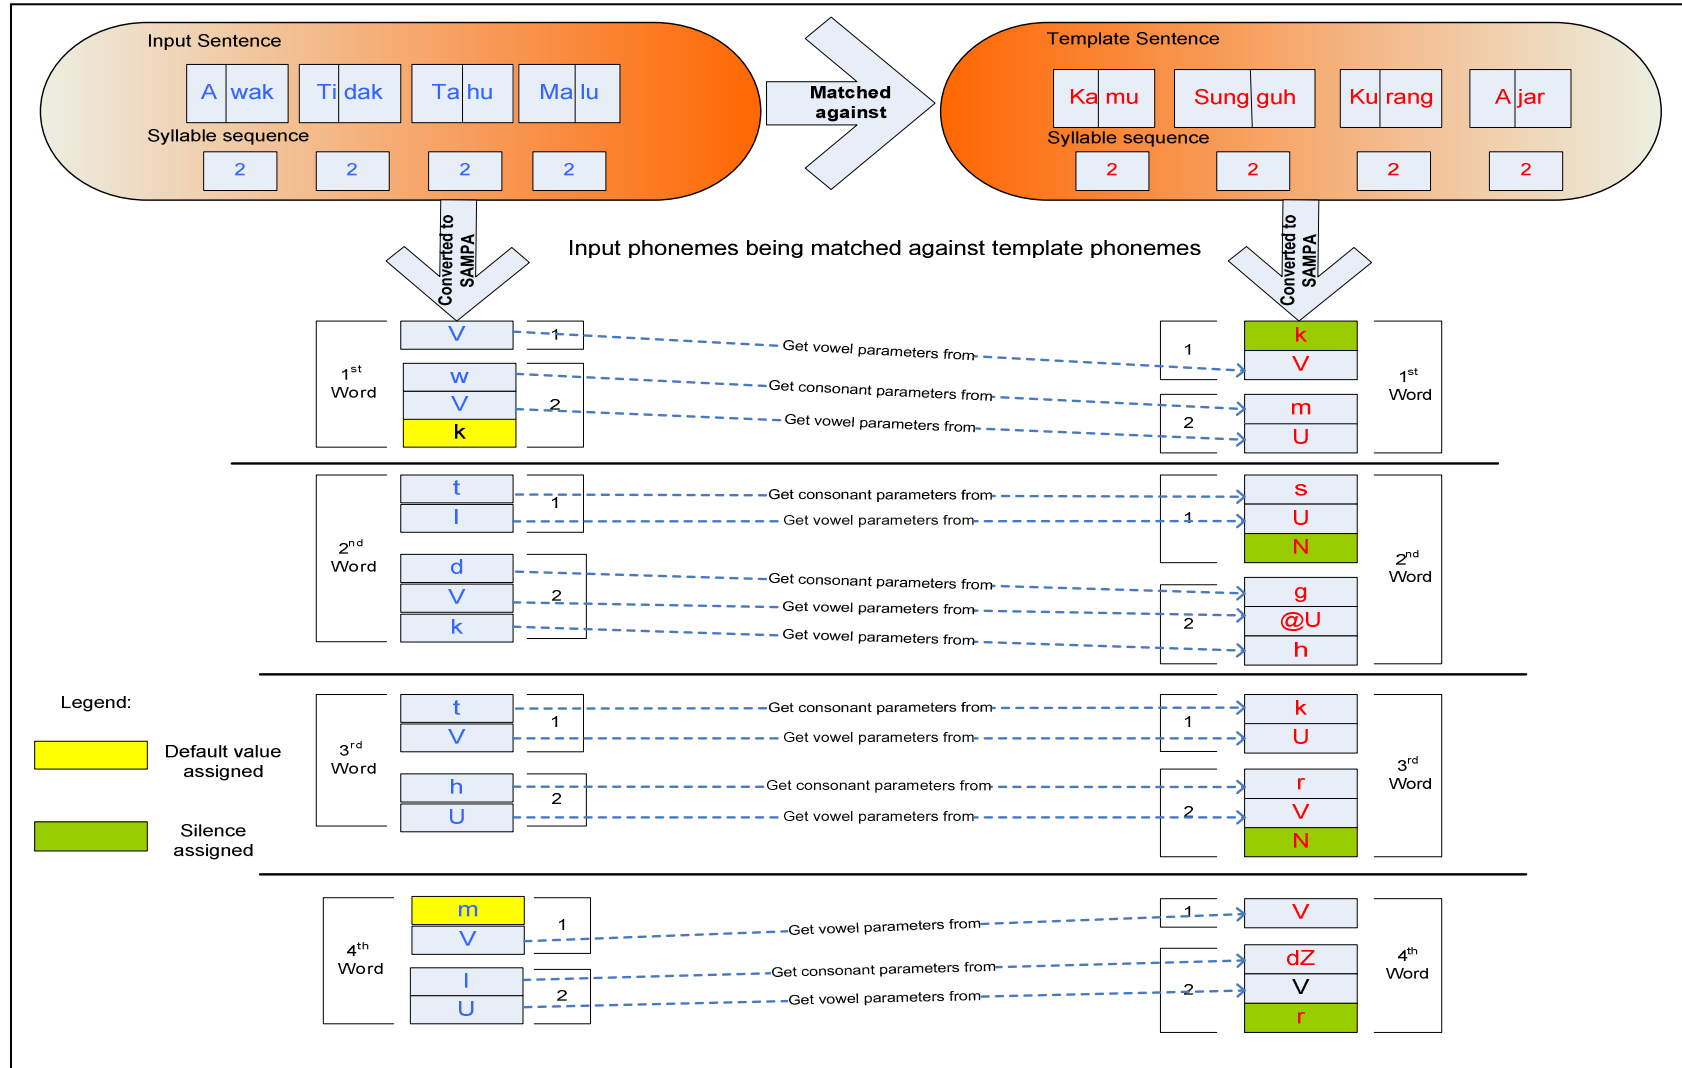 Input Sentence
A wak Ti dak Ta hu Ma lu
Syllable sequence
2 2 2 2
Matched
against
Template Sentence
Ka mu Sung guh Ku rang A jar
Syllable sequence
2 2 2 2
Converted to
SAMPA
Input phonemes being matched against template phonemes
Converted to
SAMPA
1st
Word
V
1
w
V
k
2
Get vowel parameters from
Get consonant parameters from
Get vowel parameters from
1
k
V
2
m
U
1st
Word
2nd
Word
t
I
1
d
V
k
2
Get consonant parameters from
Get vowel parameters from
Get consonant parameters from
Get vowel parameters from
Get vowel parameters from
1
s
U
N
2
g
@U
h
2nd
Word
3rd
Word
t
V
1
h
U
2
Get consonant parameters from
Get vowel parameters from
Get consonant parameters from
Get vowel parameters from
1
k
U
2
r
V
N
3rd
Word
4th
Word
m
V
1
l
U
2
Get vowel parameters from
Get consonant parameters from
Get vowel parameters from
1
V
2
dZ
V
r
4th
Word
Legend:
Default value
assigned
Silence
assigned